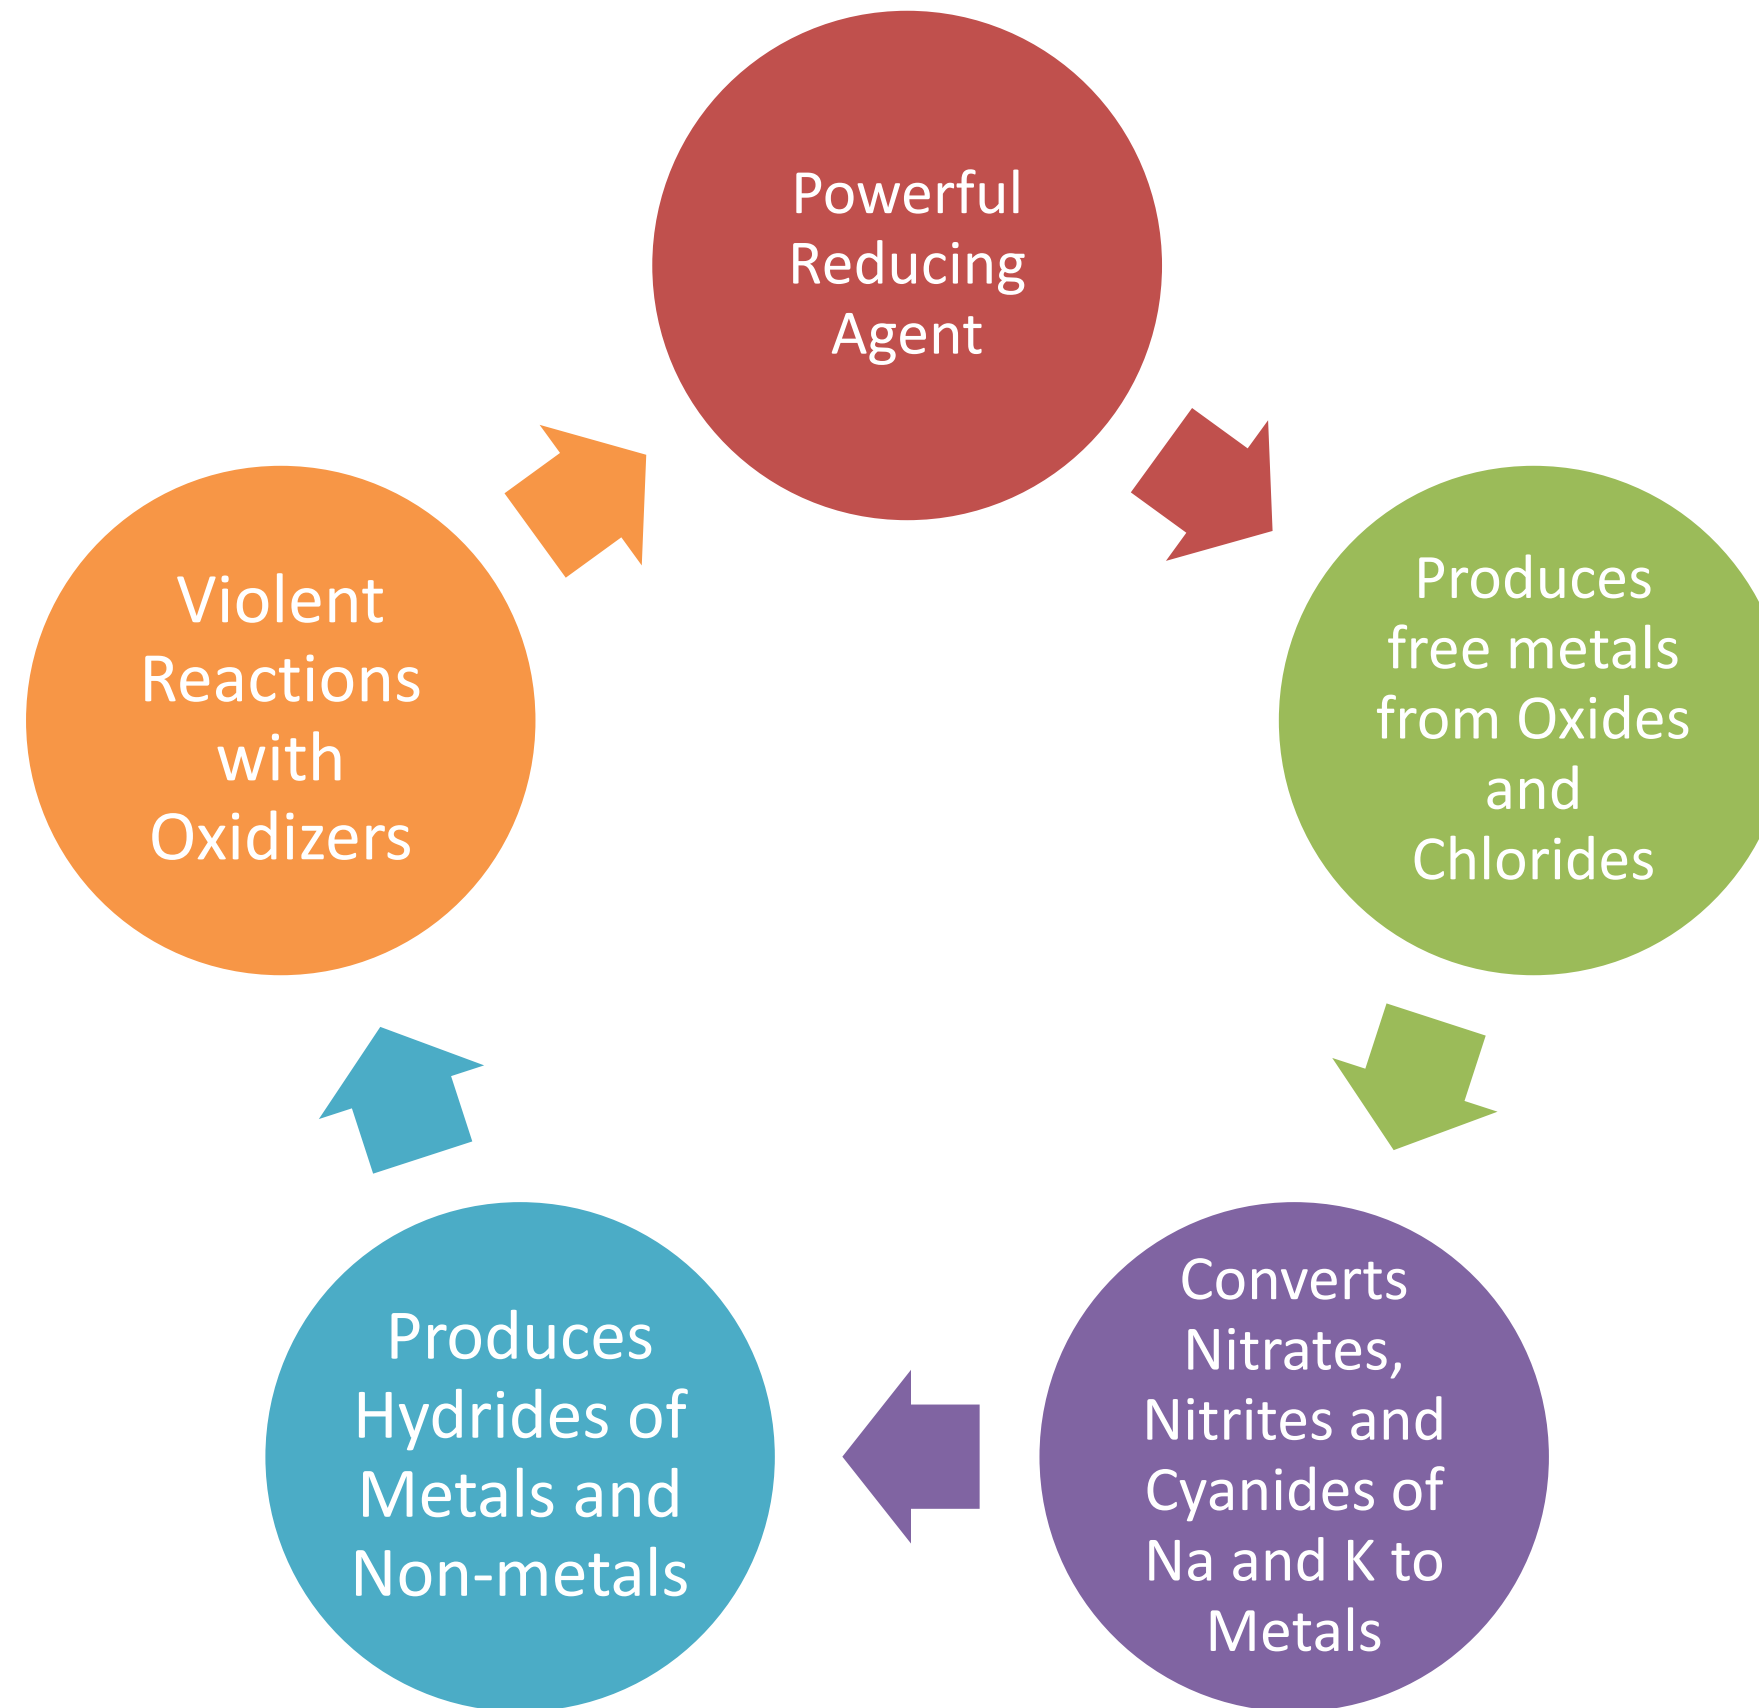 Powerful
Reducing
Agent
Produces
free metals
from Oxides
and
Chlorides
Converts
Nitrates,
Nitrites and
Cyanides of
Na and K to
Metals
Produces
Hydrides of
Metals and
Non-metals
Violent
Reactions
with
Oxidizers